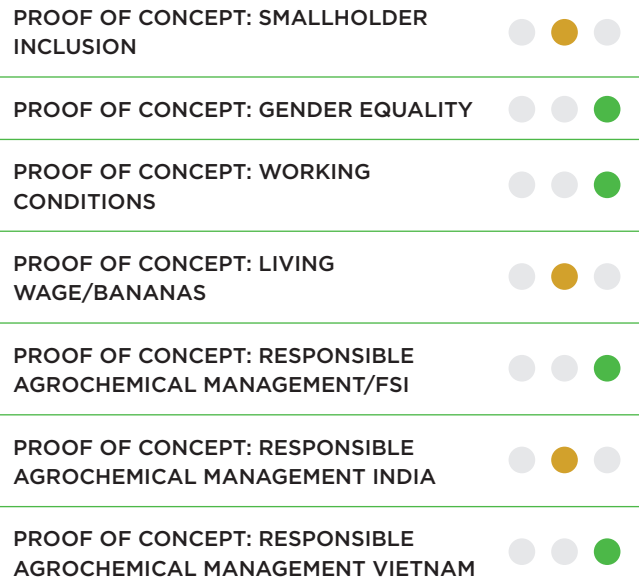 PROOF OF CONCEPT: SMALLHOLDER
INCLUSION
PROOF OF CONCEPT: GENDER EQUALITY
PROOF OF CONCEPT: WORKING
CONDITIONS
PROOF OF CONCEPT: LIVING
WAGE/BANANAS
PROOF OF CONCEPT: RESPONSIBLE
AGROCHEMICAL MANAGEMENT/FSI
PROOF OF CONCEPT: RESPONSIBLE
AGROCHEMICAL MANAGEMENT INDIA
PROOF OF CONCEPT: RESPONSIBLE
AGROCHEMICAL MANAGEMENT VIETNAM